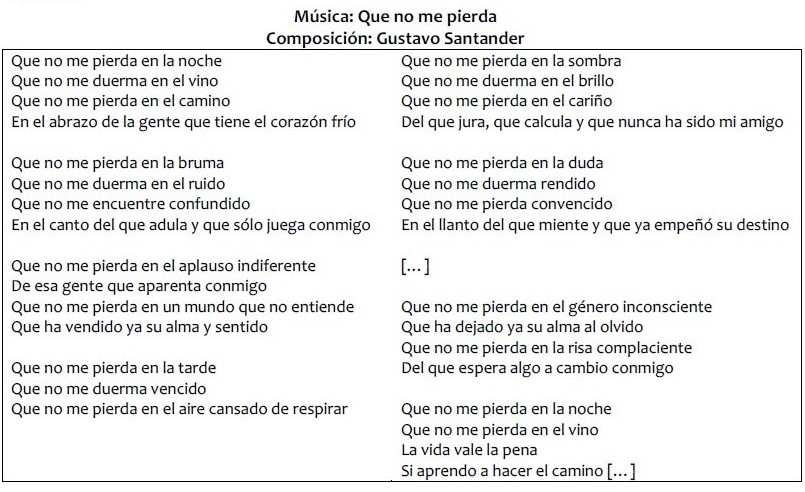 Música: Que no me pierda
Composición: Gustavo Santander
Que no me pierda en la noche
Que no me duerma en el vino
Que no me pierda en el camino
En el abrazo de la gente que tiene el corazón frío
Que no me pierda en la bruma
Que no me duerma en el ruido
Que no me encuentre confundido
En el canto del que adula y que sólo juega conmigo
Que no me pierda en el aplauso indiferente
De esa gente que aparenta conmigo
Que no me pierda en un mundo que no entiende
Que ha vendido ya su alma y sentido
Que no me pierda en la tarde
Que no me duerma vencido
Que no me pierda en el aire cansado de respirar
Que no me pierda en la sombra
Que no me duerma en el brillo
Que no me pierda en el cariño
Del que jura, que calcula y que nunca ha sido mi amigo
Que no me pierda en la duda
Que no me duerma rendido
Que no me pierda convencido
En el llanto del que miente y que ya empeñó su destino
[...]
Que no me pierda en el género inconsciente
Que ha dejado ya su alma al olvido
Que no me pierda en la risa complaciente
Del que espera algo a cambio conmigo
Que no me pierda en la noche
Que no me pierda en el vino
La vida vale la pena
Si aprendo a hacer el camino [...]